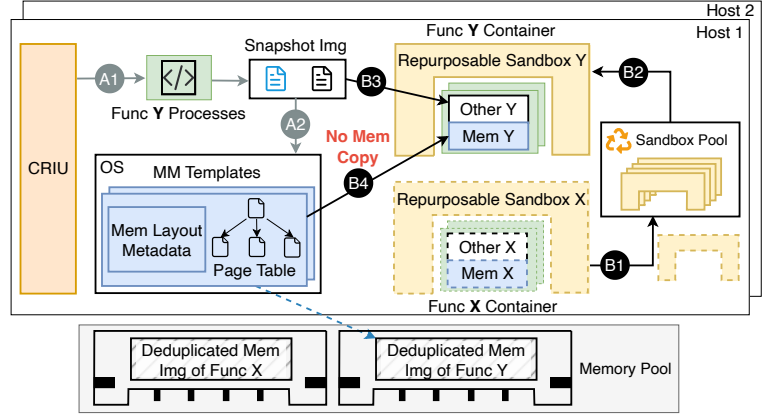 Host 2
Host 1
Func Y Container
Snapshot Img
Repurposable Sandbox Y
CRIU
A1
</>
Func Y Processes
B3
B2
Other Y
Mem Y
A2
No Mem
Copy
Sandbox Pool
OS
MM Templates
B4
Mem Layout
Metadata
Page Table
Repurposable Sandbox X
Other X
Mem X
B1
Func X Container
Deduplicated Mem
Img of Func X
Deduplicated Mem
Img of Func Y
Memory Pool